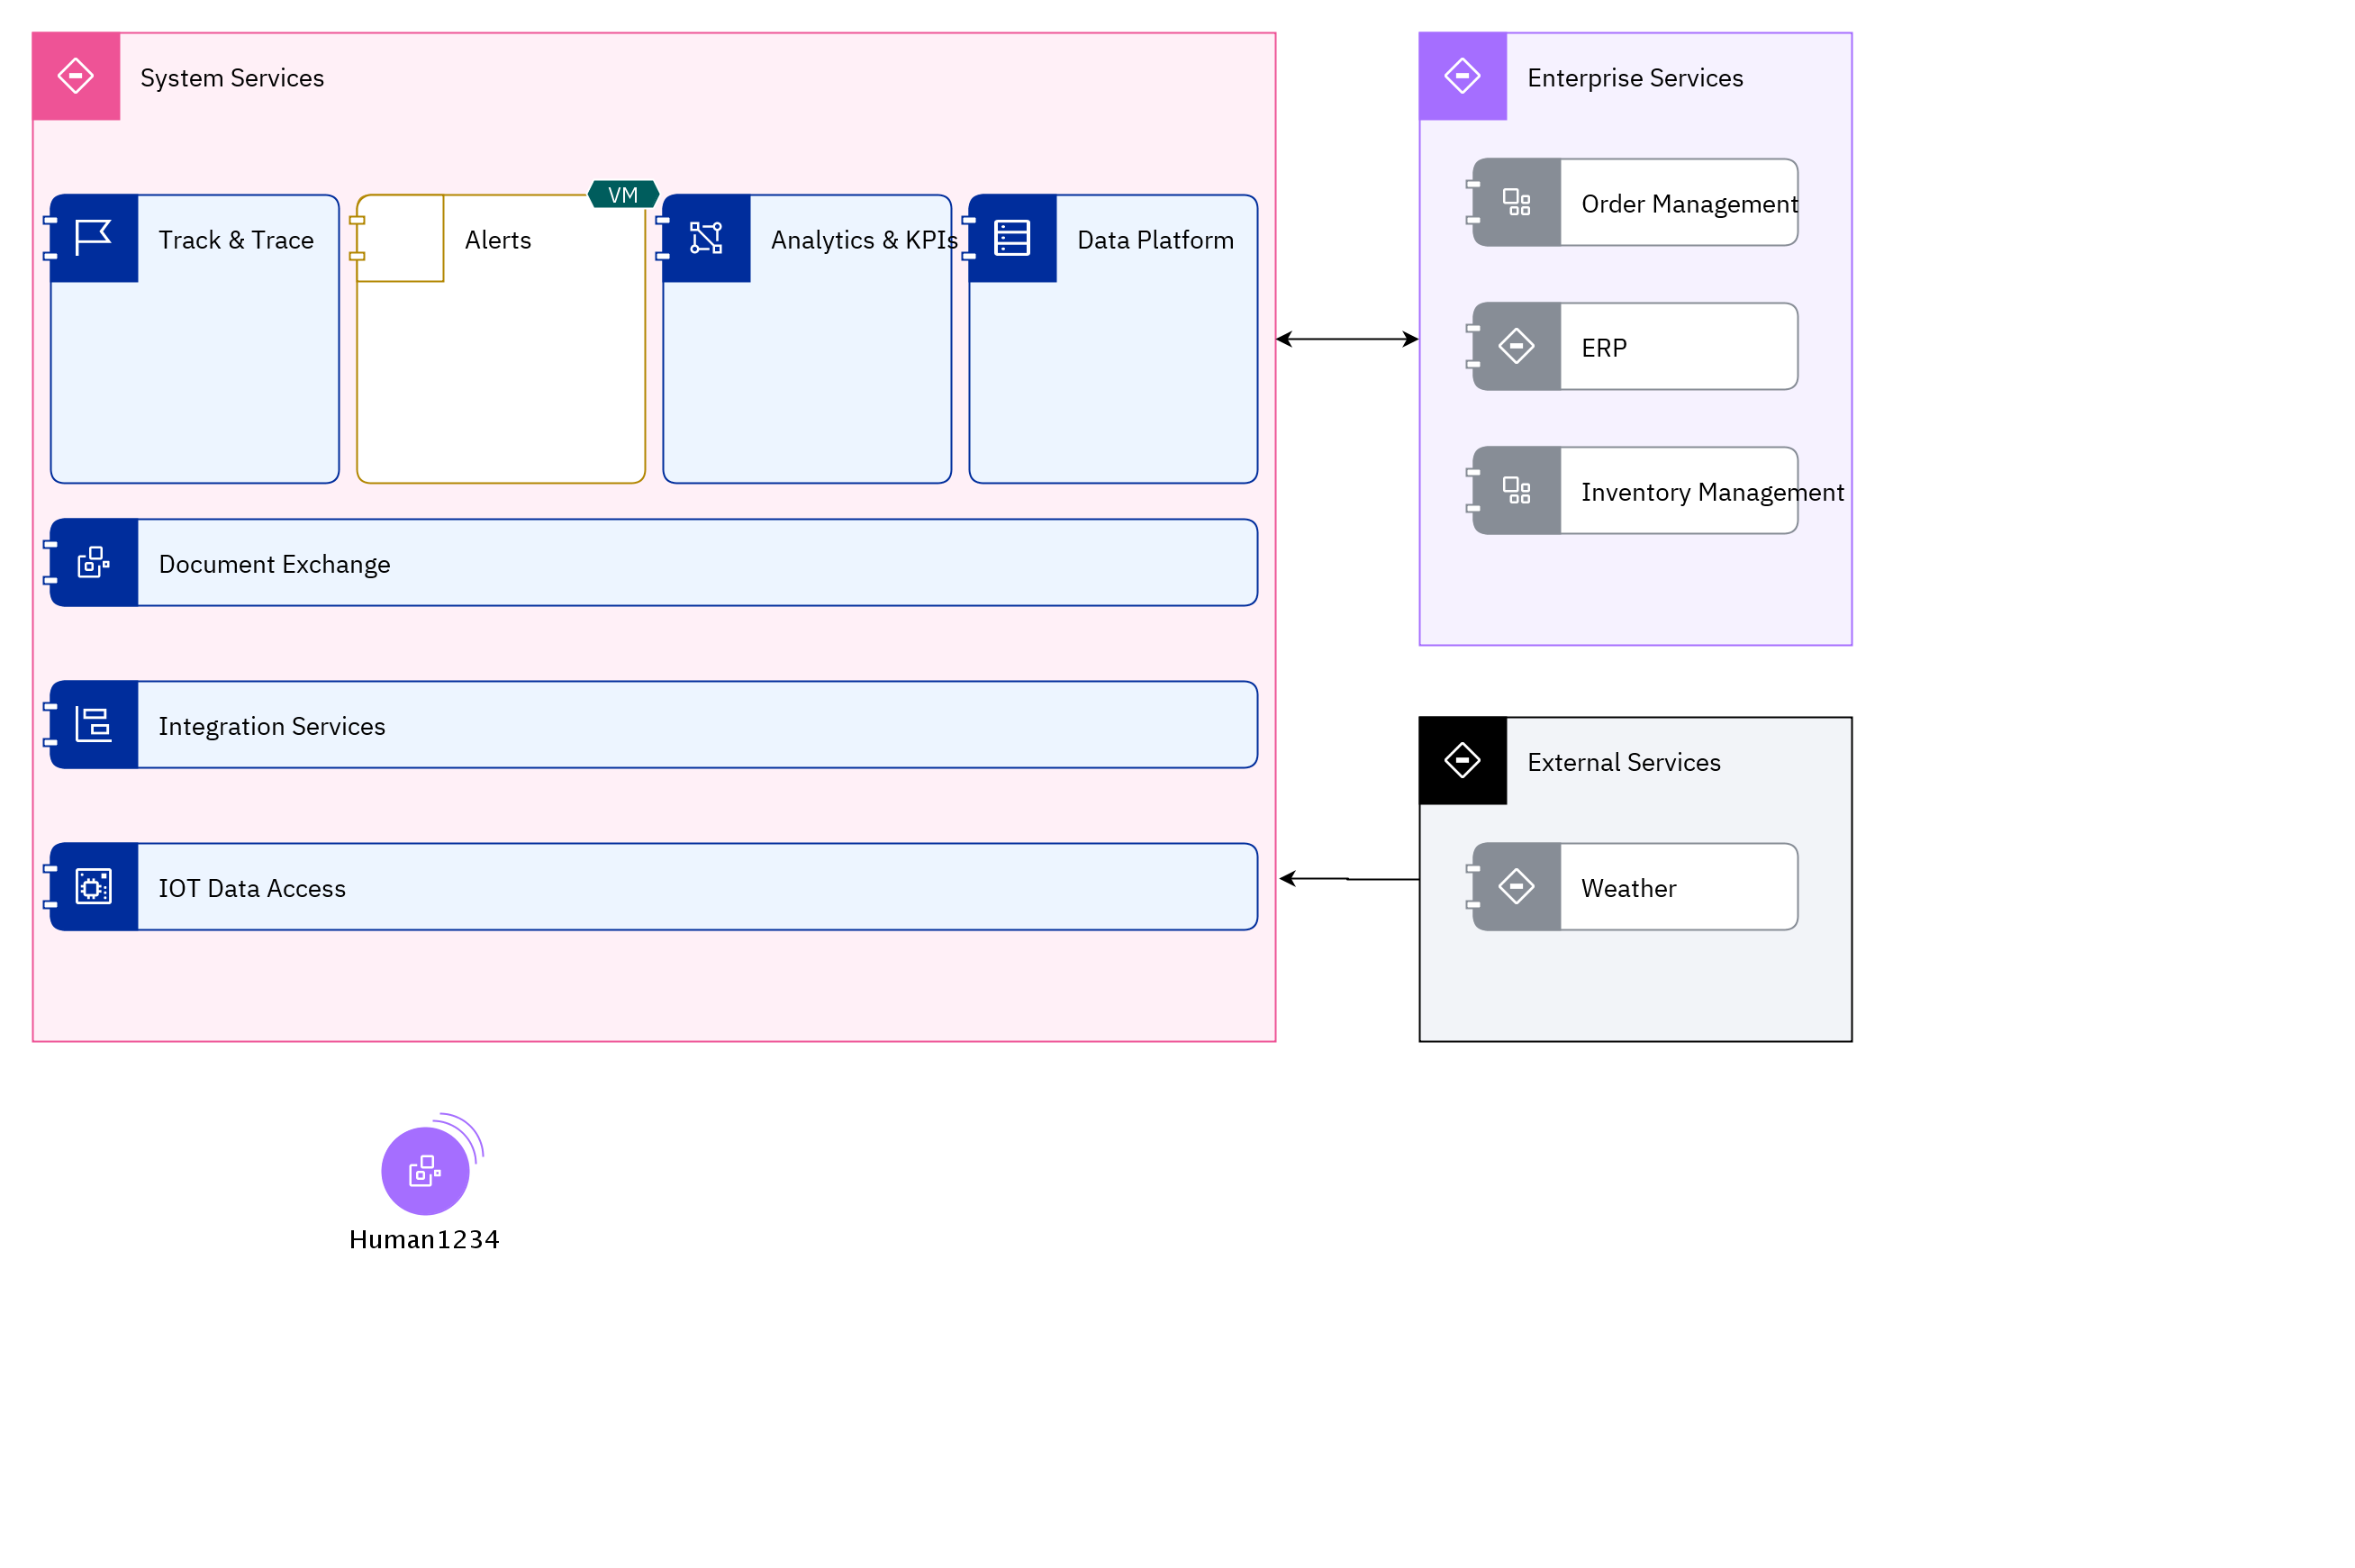 System Services
Enterprise Services
VM
Track & Trace
Alerts
Analytics & KPIs
Data Platform
Order Management
ERP
Inventory Management
Document Exchange
Integration Services
External Services
IOT Data Access
Weather
Human1234